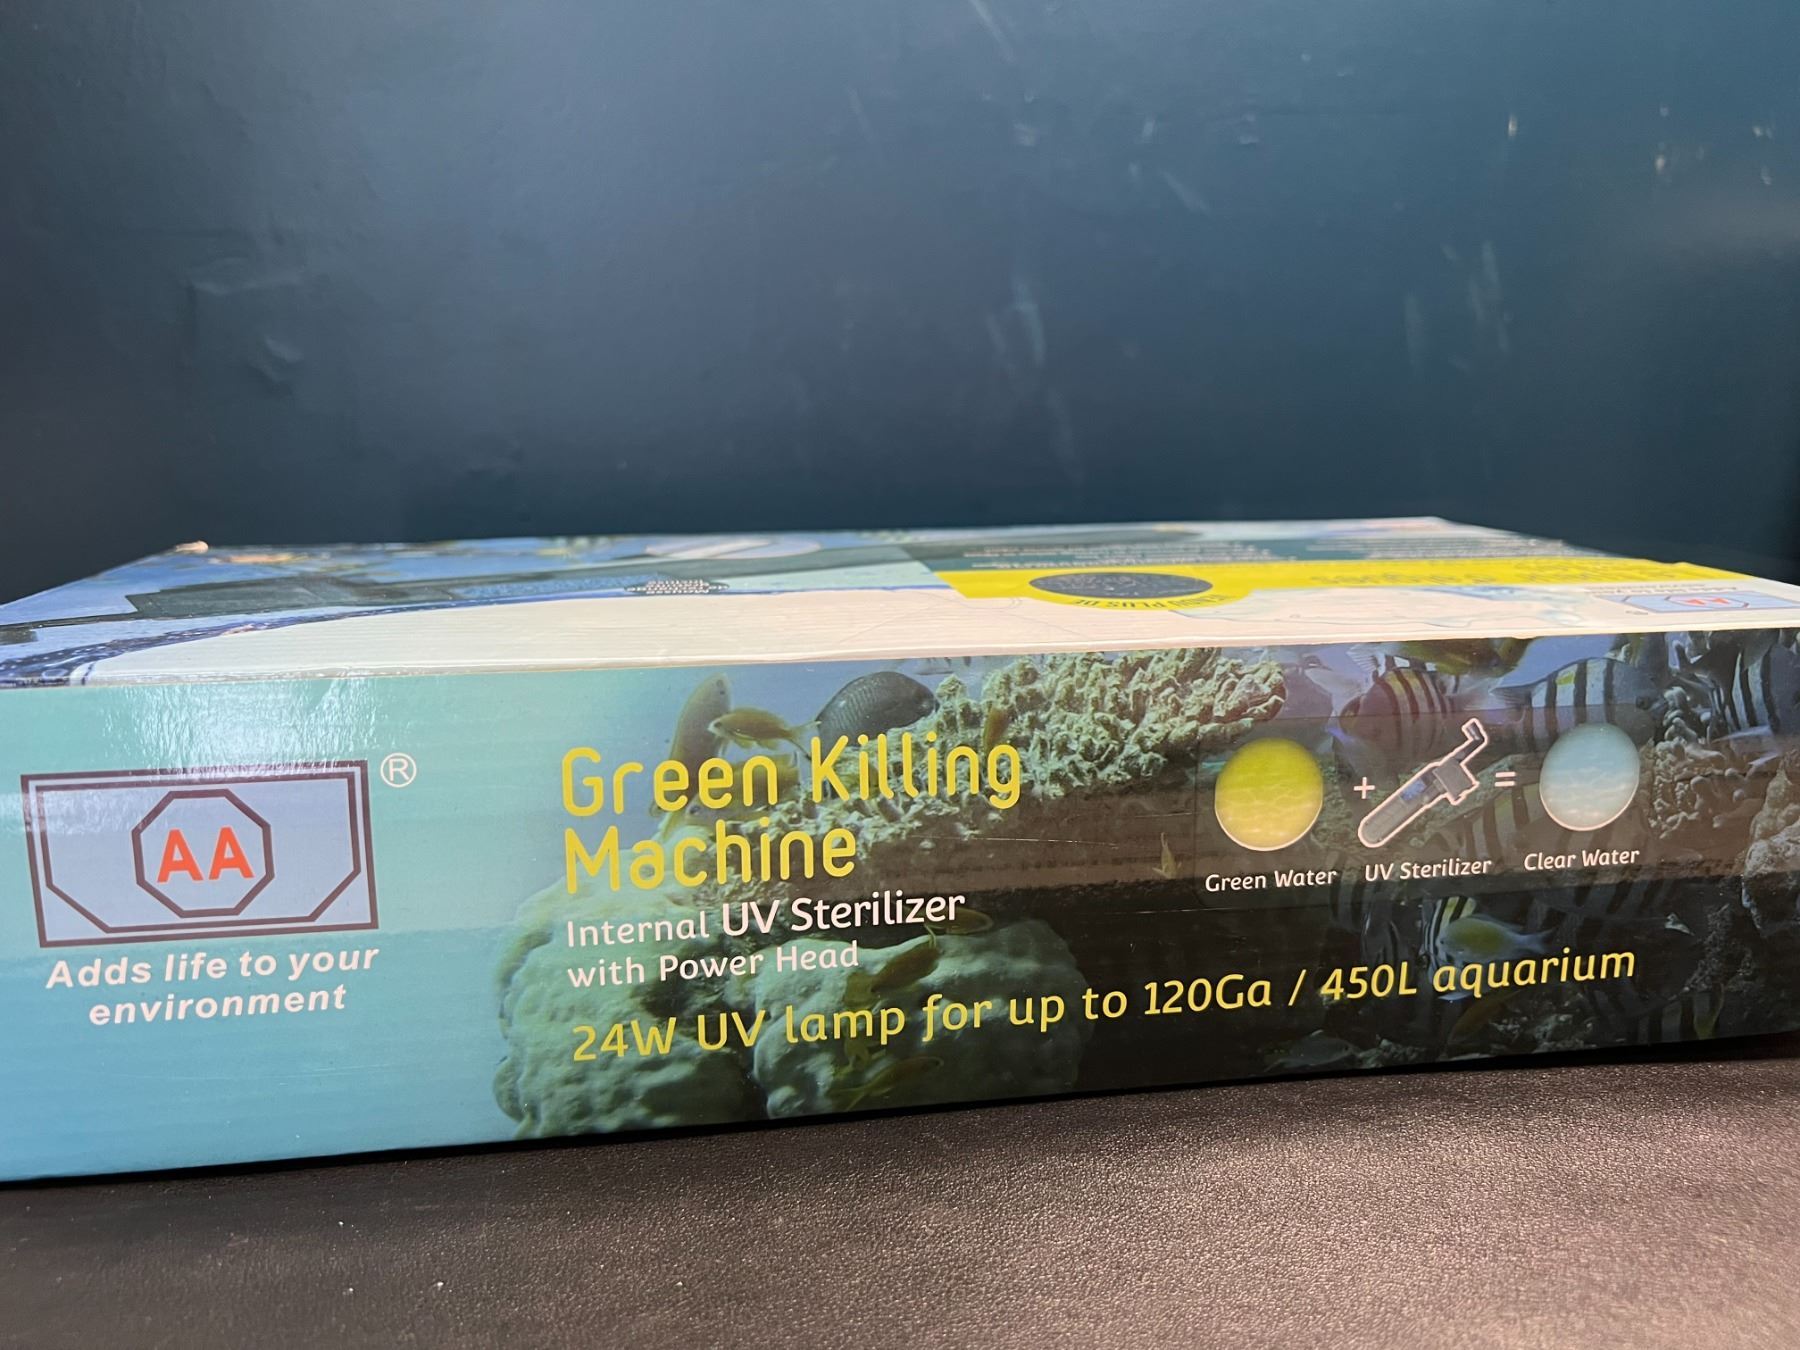 AA
®
Adds life to your
environment
Green Killing
Machine
Internal UV Sterilizer
with Power Head
24W UV lamp for up to 120Ga / 450L aquarium
+
=
Green Water
UV Sterilizer
Clear Water